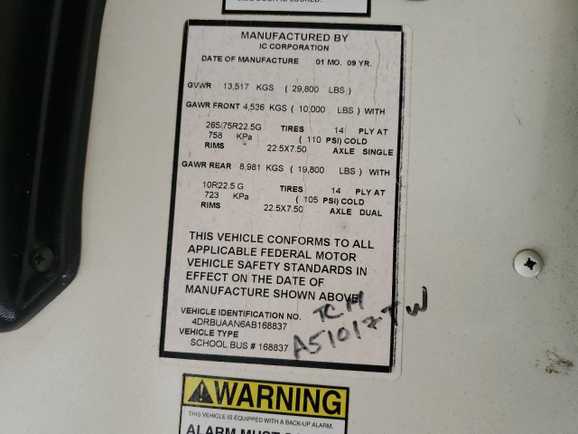 MANUFACTURED BY
IC CORPORATION
DATE OF MANUFACTURE 01 MO. 09 YR.
GVWR 13,517 KGS ( 29,800 LBS )
GAWR FRONT 4,536 KGS ( 10,000 LBS ) WITH
265/75R22.5G TIRES 14 PLY AT
758 KPa ( 110 PSI) COLD
RIMS 22.5X7.50 AXLE SINGLE
GAWR REAR 8,981 KGS ( 19,800 LBS ) WITH
10R22.5 G TIRES 14 PLY AT
723 KPa ( 105 PSI) COLD
RIMS 22.5X7.50 AXLE DUAL
THIS VEHICLE CONFORMS TO ALL
APPLICABLE FEDERAL MOTOR
VEHICLE SAFETY STANDARDS IN
EFFECT ON THE DATE OF
MANUFACTURE SHOWN ABOVE
VEHICLE IDENTIFICATION NO.
4DRBUAAN6AB168837
VEHICLE TYPE
SCHOOL BUS # 168837
TCH
A51017TW
WARNING
THIS VEHICLE IS EQUIPPED WITH A BACK-UP ALARM.
ALARM MUST